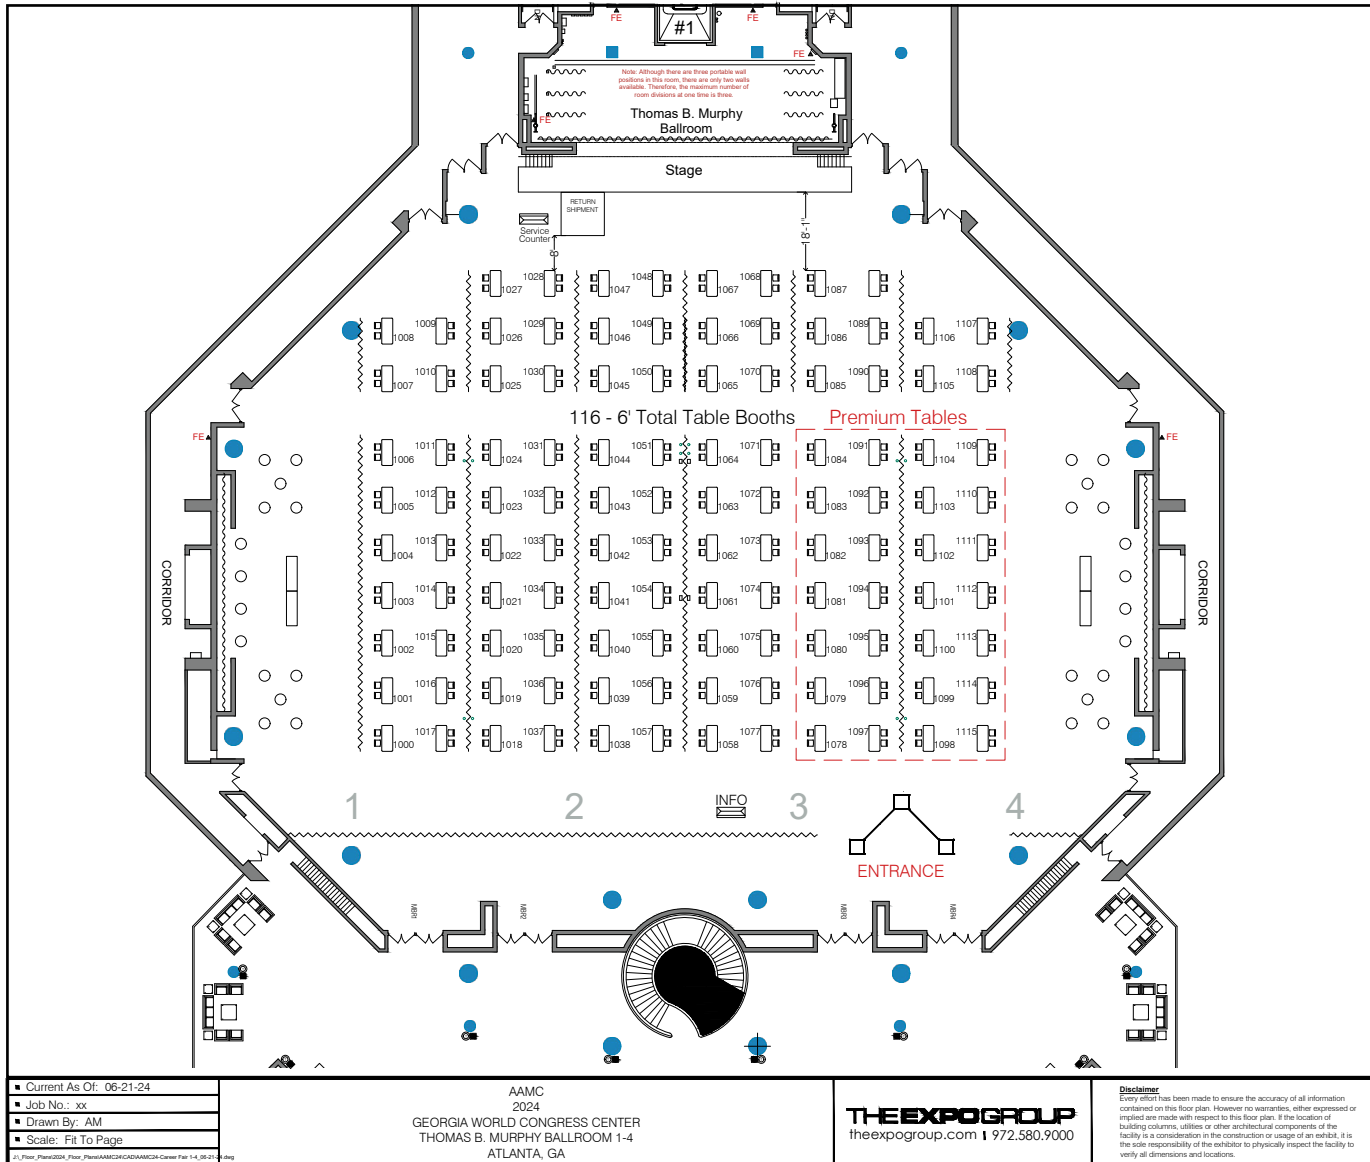 FE
FE
#1
FE
Note: Although there are three portable wall
positions in this room, there are only two walls
available. Therefore, the maximum number of
room divisions at one time is three.
FE
Thomas B. Murphy
Ballroom
Stage
RETURN
SHIPMENT
Service
Counter
8'
18'-1"
1028 1048 1068
1027 1047 1067 1087
1009 1029 1049 1069 1089 1107
1008 1026 1046 1066 1086 1106
1010 1030 1050 1070 1090 1108
1007 1025 1045 1065 1085 1105
116 - 6' Total Table Booths Premium Tables
FE
FE
1011 1031 1051 1071 1091 1109
1006 1024 1044 1064 1084 1104
1012 1032 1052 1072 1092 1110
1005 1023 1043 1063 1083 1103
1013 1033 1053 1073 1093 1111
1004 1022 1042 1062 1082 1102
1014 1034 1054 1074 1094 1112
1003 1021 1041 1061 1081 1101
1015 1035 1055 1075 1095 1113
1002 1020 1040 1060 1080 1100
1016 1036 1056 1076 1096 1114
1001 1019 1039 1059 1079 1099
1017 1037 1057 1077 1097 1115
1000 1018 1038 1058 1078 1098
CORRIDOR
CORRIDOR
1 2 INFO 3 4
ENTRANCE
MBR1 MBR2 MBR3 MBR4
Current As Of: 06-21-24
Job No.: xx
Drawn By: AM
Scale: Fit To Page
AAMC
2024
GEORGIA WORLD CONGRESS CENTER
THOMAS B. MURPHY BALLROOM 1-4
ATLANTA, GA
THE EXPO GROUP
theexpogroup.com 972.580.9000
Disclaimer
Every effort has been made to ensure the accuracy of all information
contained on this floor plan. However no warranties, either expressed or
implied are made with respect to this floor plan. If the location of
building columns, utilities or other architectural components of the
facility is a consideration in the construction or usage of an exhibit, it is
the sole responsibility of the exhibitor to physically inspect the facility to
verify all dimensions and locations.